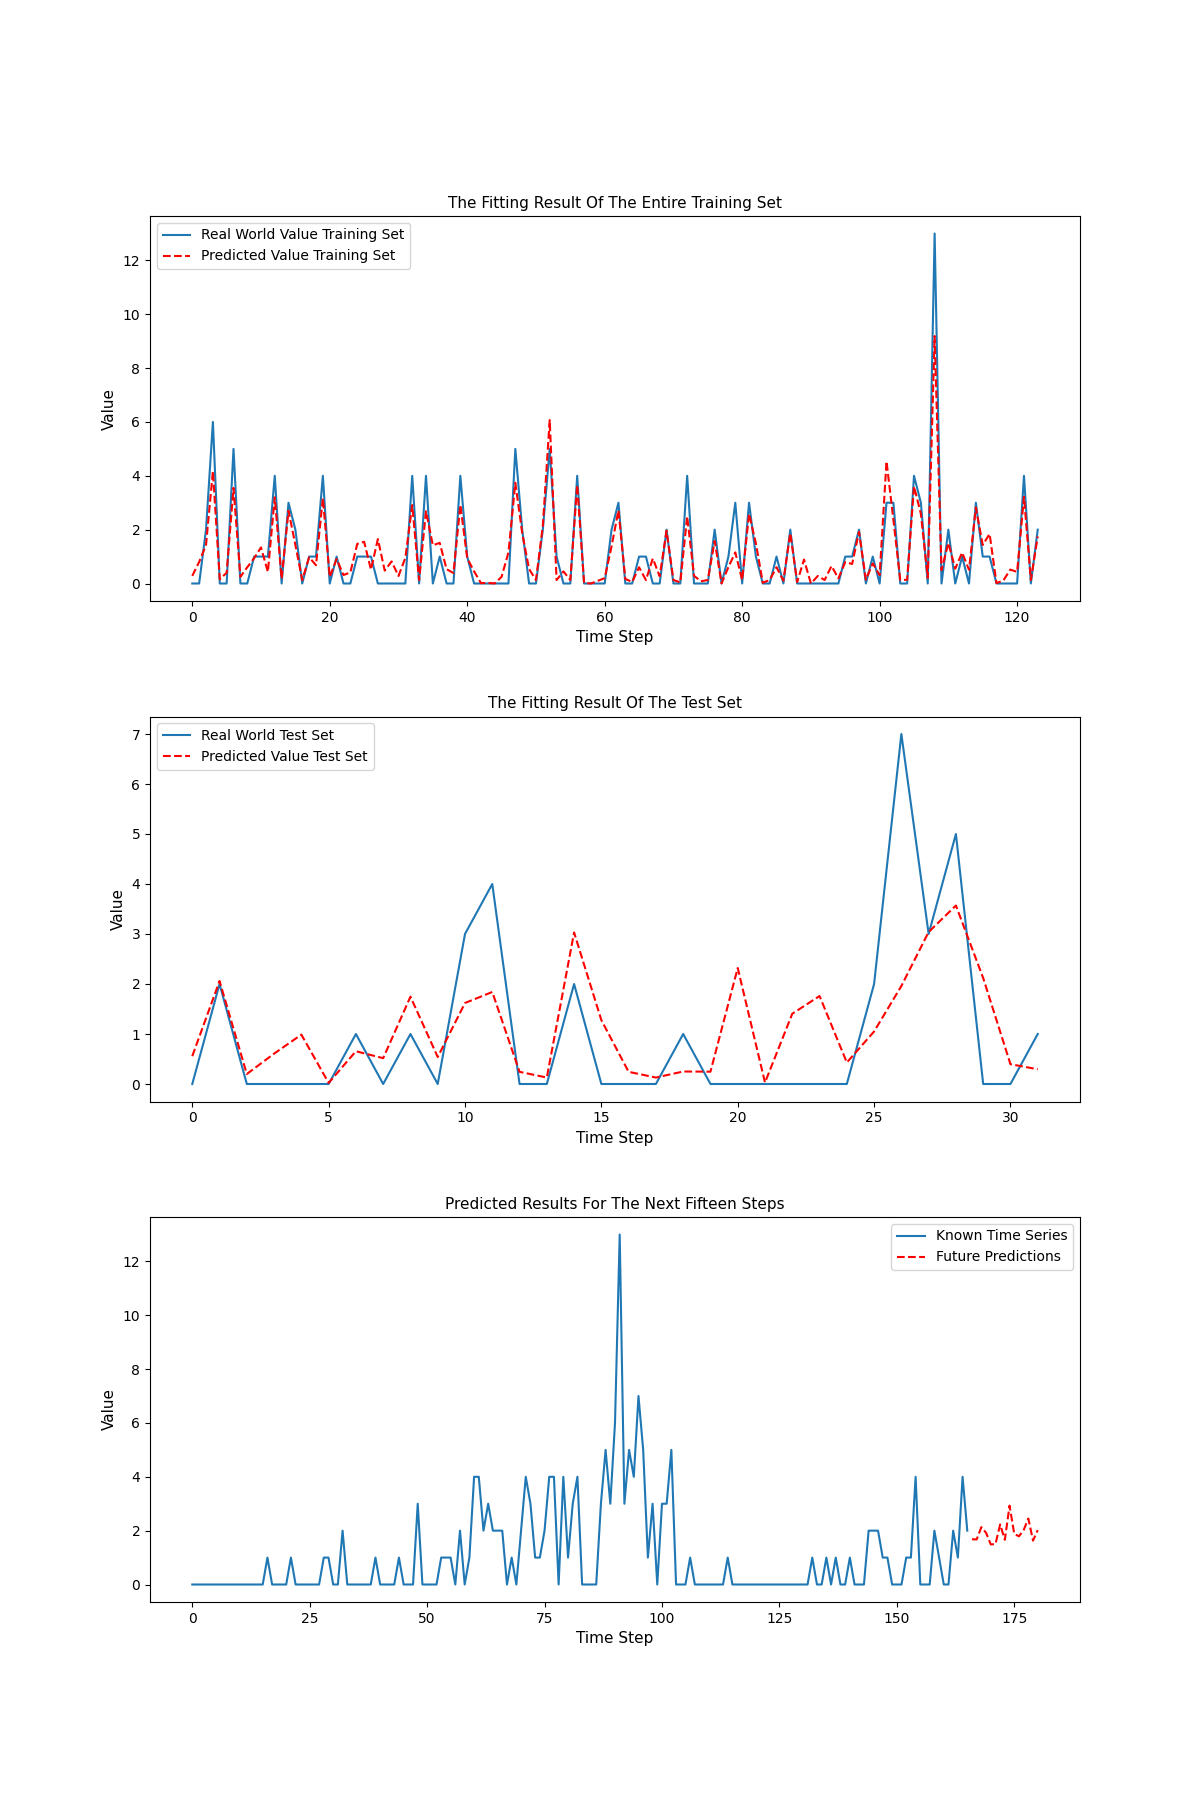 The Fitting Result Of The Entire Training Set
Real World Value Training Set
Predicted Value Training Set
Value
12
10
8
6
4
2
0
0 20 40 60 80 100 120
Time Step
The Fitting Result Of The Test Set
Real World Test Set
Predicted Value Test Set
Value
7
6
5
4
3
2
1
0
0 5 10 15 20 25 30
Time Step
Predicted Results For The Next Fifteen Steps
Known Time Series
Future Predictions
Value
12
10
8
6
4
2
0
0 25 50 75 100 125 150 175
Time Step